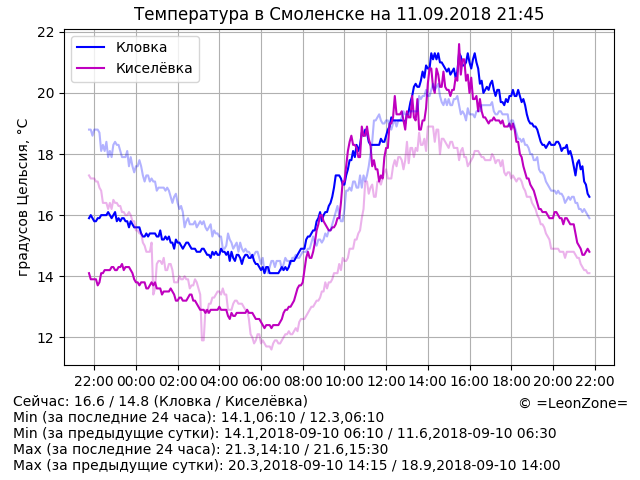 Температура в Смоленске на 11.09.2018 21:45
Кловка
Киселёвка
градусов Цельсия, °C
22
20
18
16
14
12
22:00 00:00 02:00 04:00 06:00 08:00 10:00 12:00 14:00 16:00 18:00 20:00 22:00
Сейчас: 16.6 / 14.8 (Кловка / Киселёвка)
© =LeonZone=
Min (за последние 24 часа): 14.1,06:10 / 12.3,06:10
Min (за предыдущие сутки): 14.1,2018-09-10 06:10 / 11.6,2018-09-10 06:30
Max (за последние 24 часа): 21.3,14:10 / 21.6,15:30
Max (за предыдущие сутки): 20.3,2018-09-10 14:15 / 18.9,2018-09-10 14:00